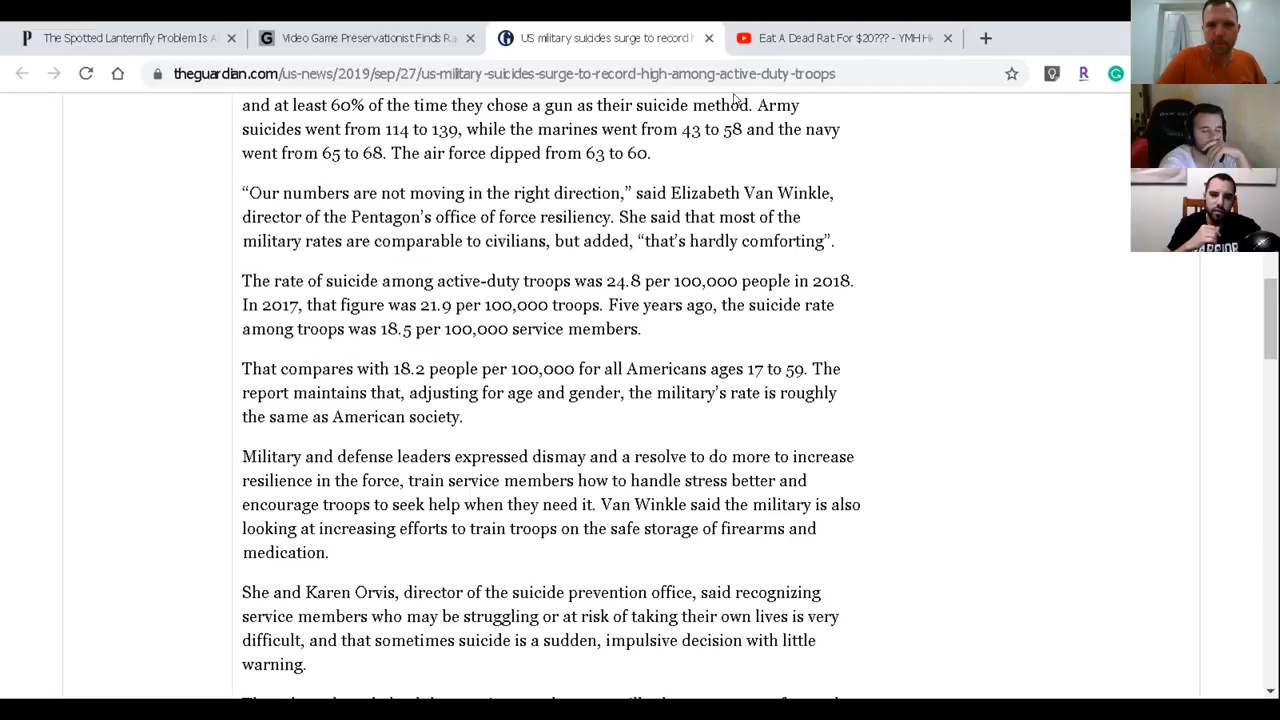 The Spotted Lanternfly Problem Is A
Video Game Preservationist Finds Ra
US military suicides surge to record h
Eat A Dead Rat For $20??? - YMH Hi
theguardian.com/us-news/2019/sep/27/us-military-suicides-surge-to-record-high-among-active-duty-troops
and at least 60% of the time they chose a gun as their suicide method. Army
suicides went from 114 to 139, while the marines went from 43 to 58 and the navy
went from 65 to 68. The air force dipped from 63 to 60.
“Our numbers are not moving in the right direction,” said Elizabeth Van Winkle,
director of the Pentagon’s office of force resiliency. She said that most of the
military rates are comparable to civilians, but added, “that’s hardly comforting”.
The rate of suicide among active-duty troops was 24.8 per 100,000 people in 2018.
In 2017, that figure was 21.9 per 100,000 troops. Five years ago, the suicide rate
among troops was 18.5 per 100,000 service members.
That compares with 18.2 people per 100,000 for all Americans ages 17 to 59. The
report maintains that, adjusting for age and gender, the military’s rate is roughly
the same as American society.
Military and defense leaders expressed dismay and a resolve to do more to increase
resilience in the force, train service members how to handle stress better and
encourage troops to seek help when they need it. Van Winkle said the military is also
looking at increasing efforts to train troops on the safe storage of firearms and
medication.
She and Karen Orvis, director of the suicide prevention office, said recognizing
service members who may be struggling or at risk of taking their own lives is very
difficult, and that sometimes suicide is a sudden, impulsive decision with little
warning.